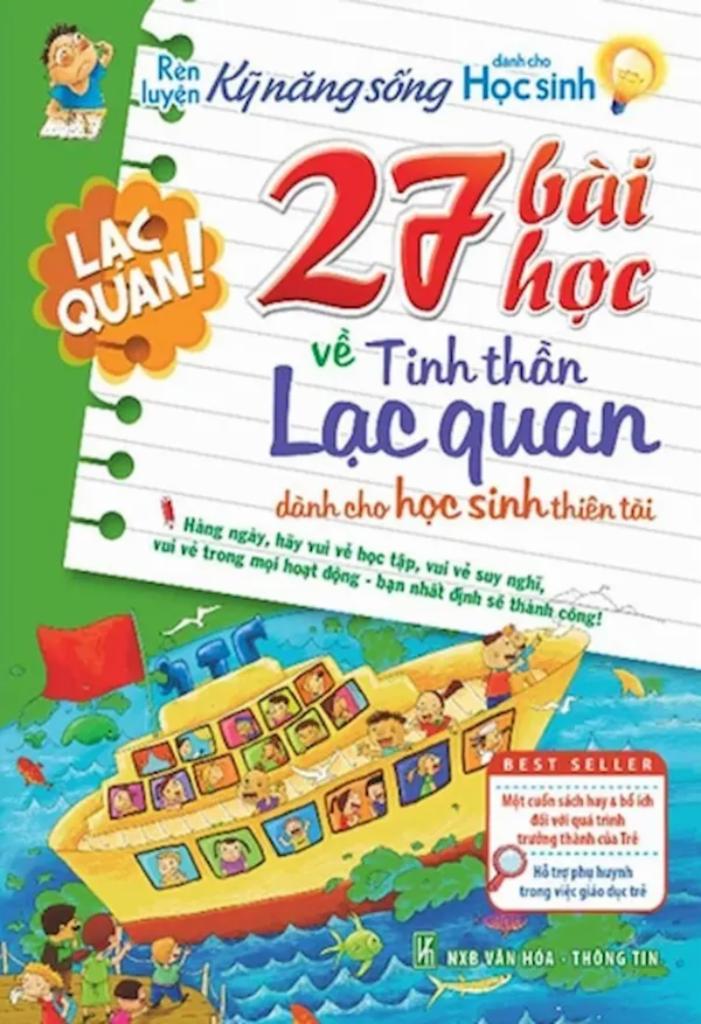 Rèn luyện Kỹ năng sống dành cho Học sinh
LẠC
QUAN!
27 bài
học
về Tinh thần
Lạc quan
dành cho học sinh thiên tài
Hàng ngày, hãy vui vẻ học tập, vui vẻ suy nghĩ,
vui vẻ trong mọi hoạt động - bạn nhất định sẽ thành công!
BEST SELLER
Một cuốn sách hay & bổ ích
đối với quá trình
trưởng thành của Trẻ
Hỗ trợ phụ huynh
trong việc giáo dục trẻ
NXB VĂN HÓA - THÔNG TIN